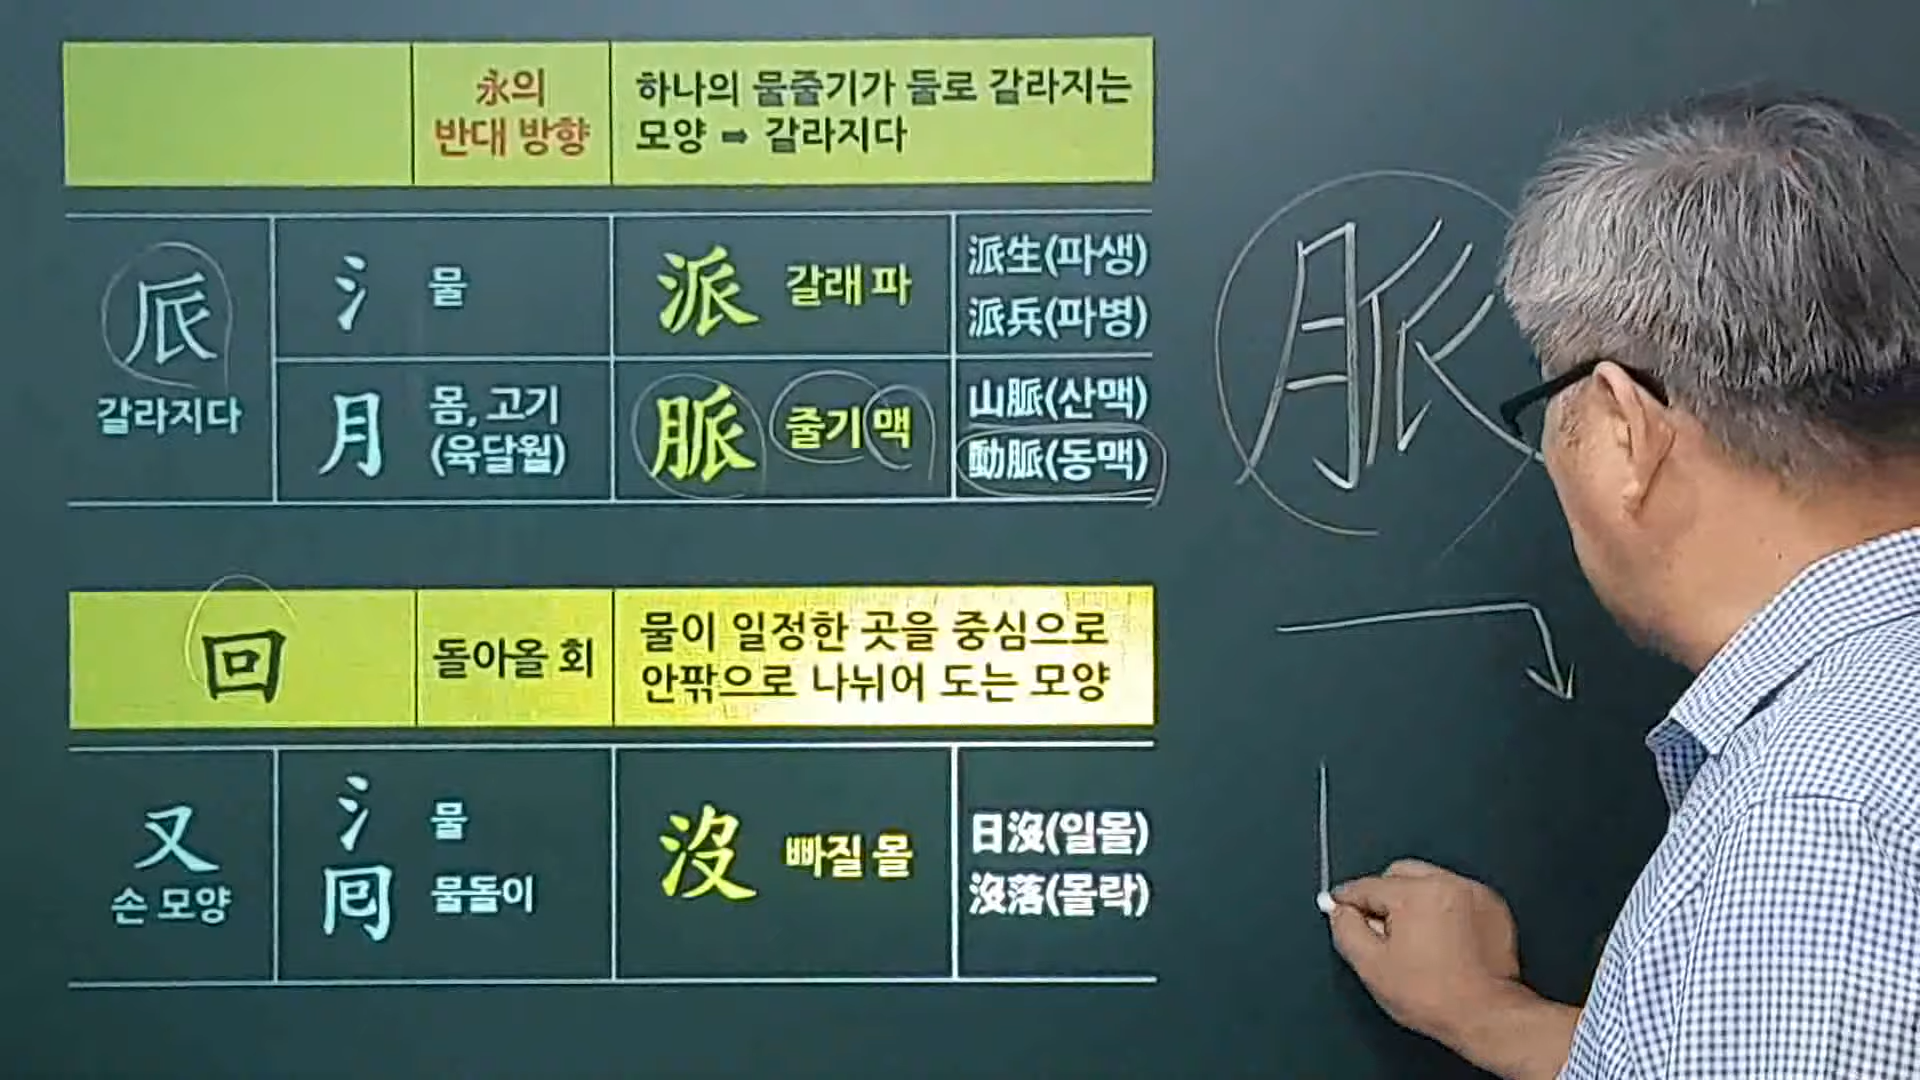 永의
반대 방향
하나의 물줄기가 둘로 갈라지는
모양 ➡ 갈라지다
𠂢
갈라지다
氵 물
派 갈래 파
派生(파생)
派兵(파병)
月 몸, 고기
(육달월)
脈 줄기 맥
山脈(산맥)
動脈(동맥)
回
돌아올 회
물이 일정한 곳을 중심으로
안팎으로 나뉘어 도는 모양
又
손 모양
氵 물
囘 물돌이
沒 빠질 몰
日沒(일몰)
沒落(몰락)
脈